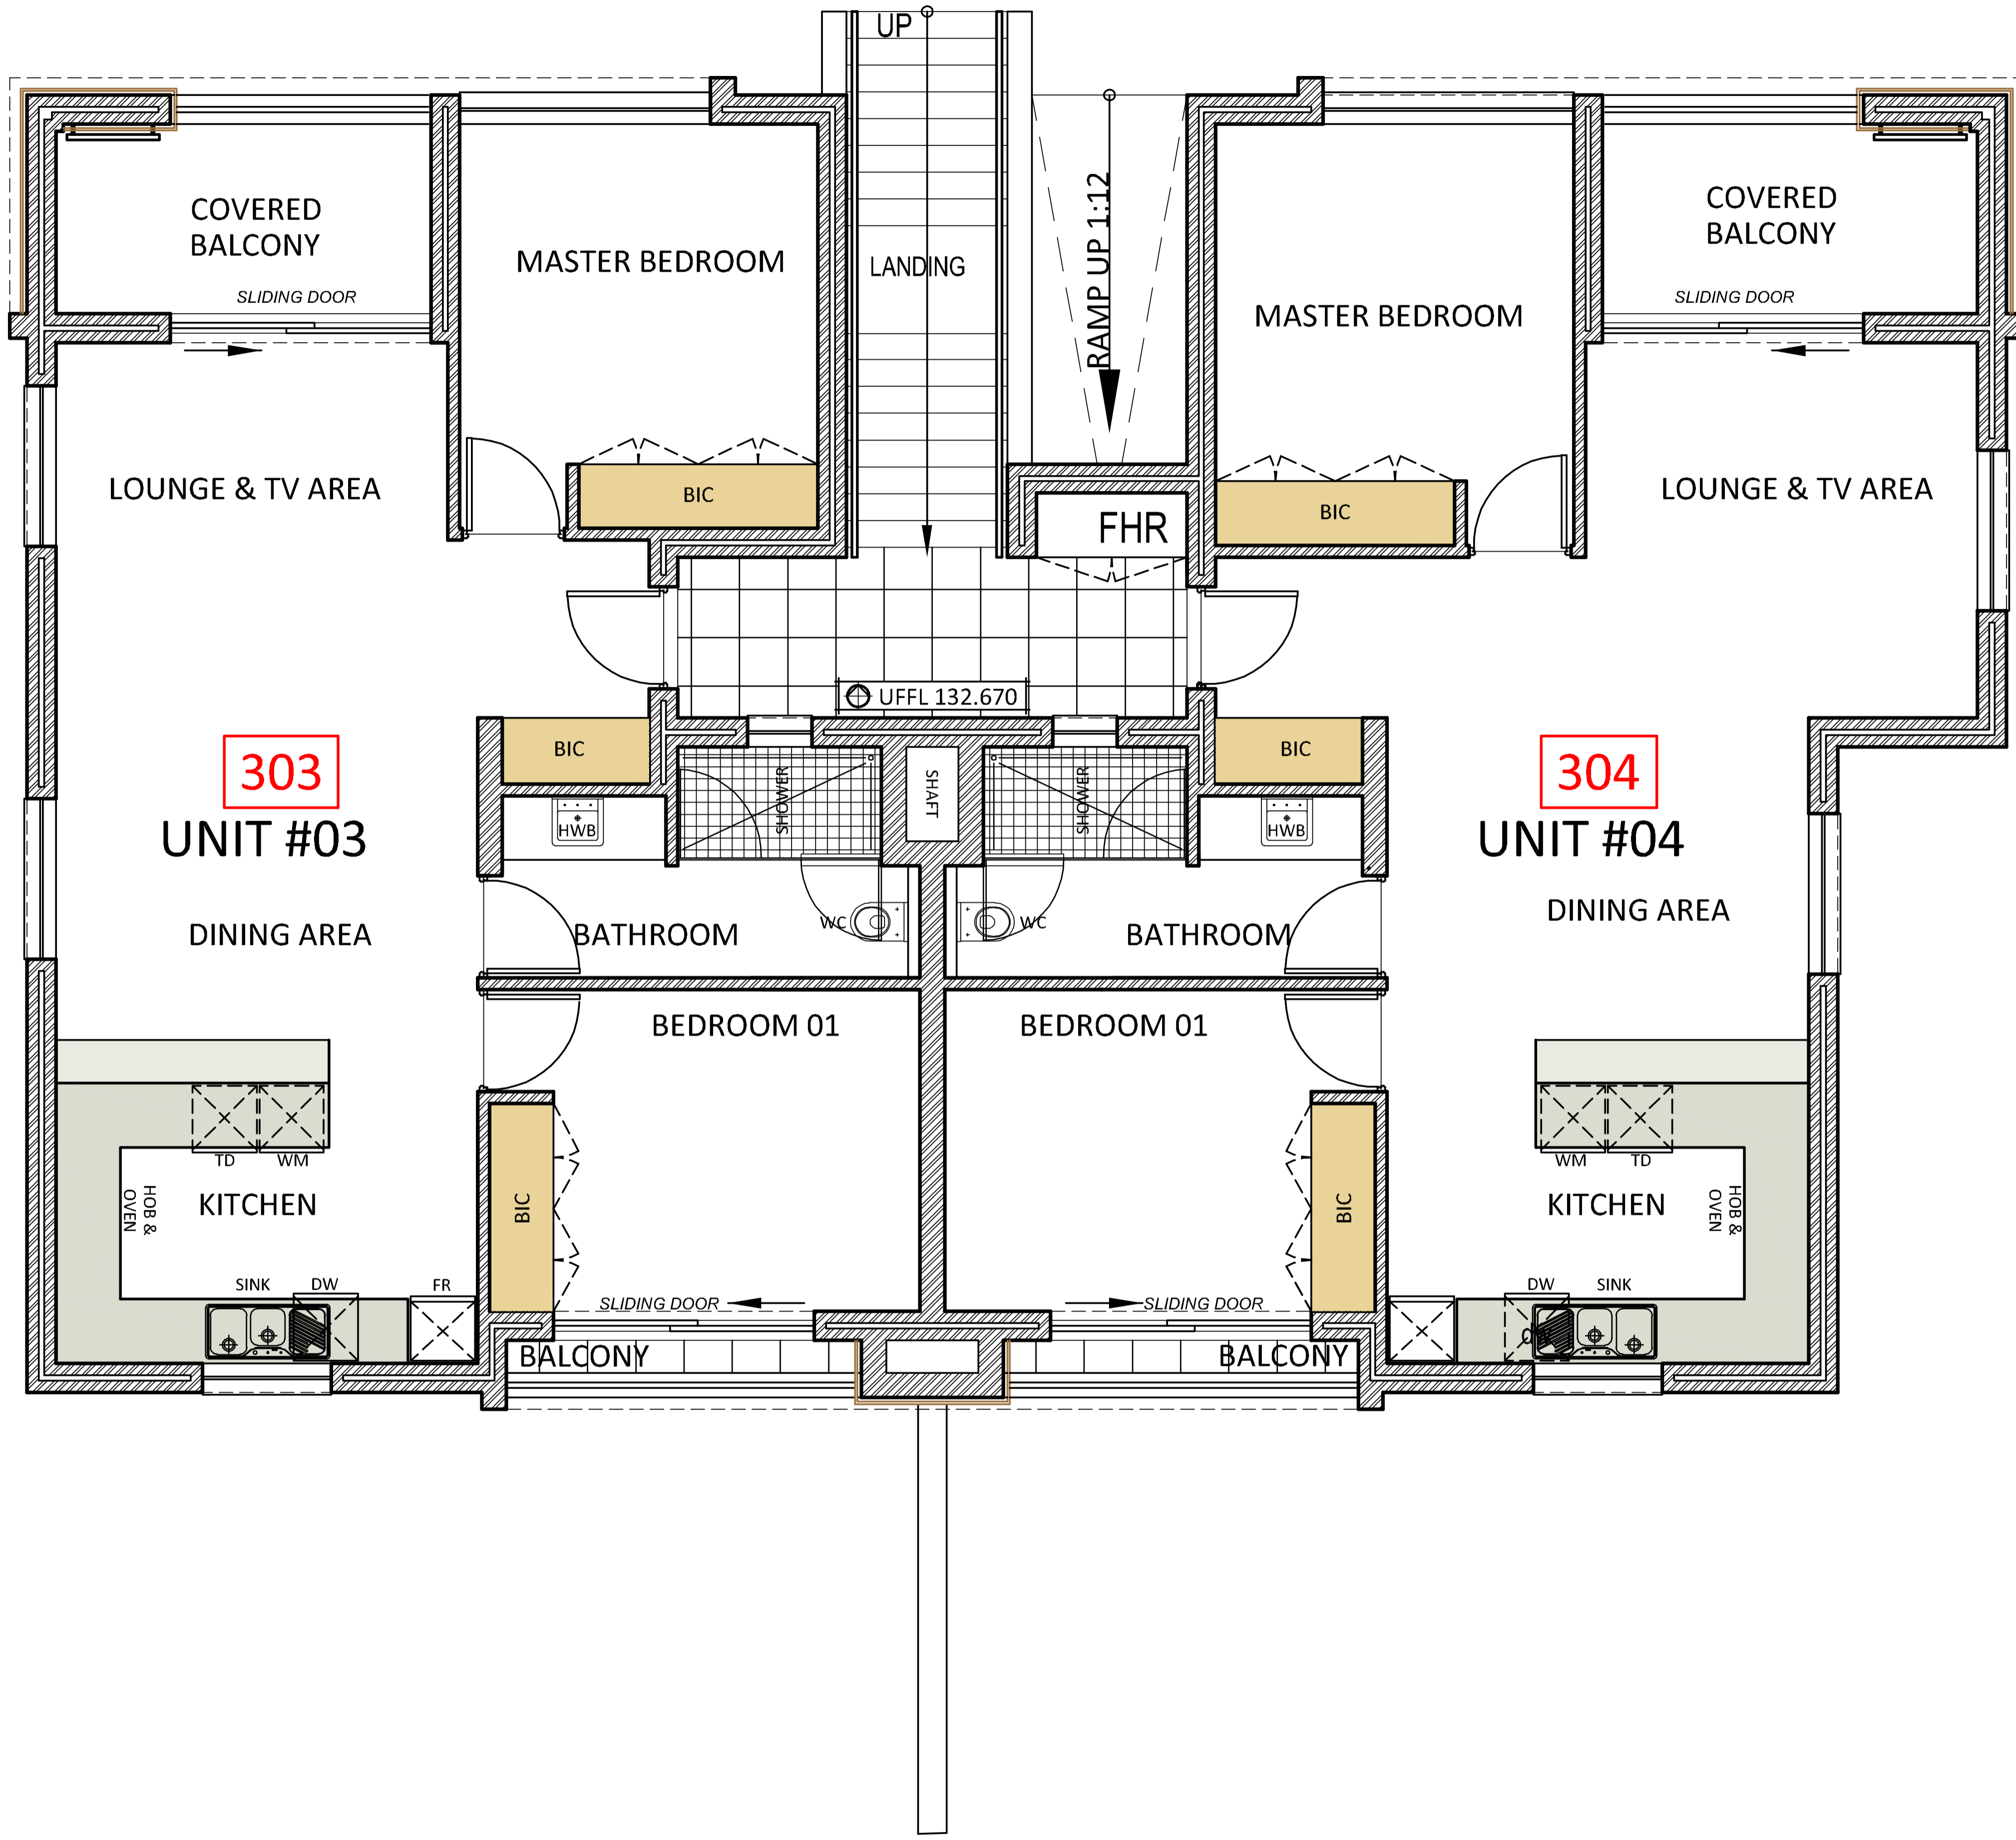 UP
COVERED
BALCONY
SLIDING DOOR
MASTER BEDROOM
LANDING
RAMP UP 1:12
MASTER BEDROOM
COVERED
BALCONY
SLIDING DOOR
LOUNGE & TV AREA
BIC
FHR
BIC
LOUNGE & TV AREA
UFFL 132.670
303
UNIT #03
BIC
HWB
SHOWER
SHAFT
SHOWER
BIC
HWB
304
UNIT #04
DINING AREA
BATHROOM
WC
WC
BATHROOM
DINING AREA
BEDROOM 01
BEDROOM 01
TD
WM
HOB &
OVEN
KITCHEN
SINK
DW
FR
BIC
SLIDING DOOR
SLIDING DOOR
BIC
WM
TD
KITCHEN
HOB &
OVEN
DW
SINK
DW
BALCONY
BALCONY